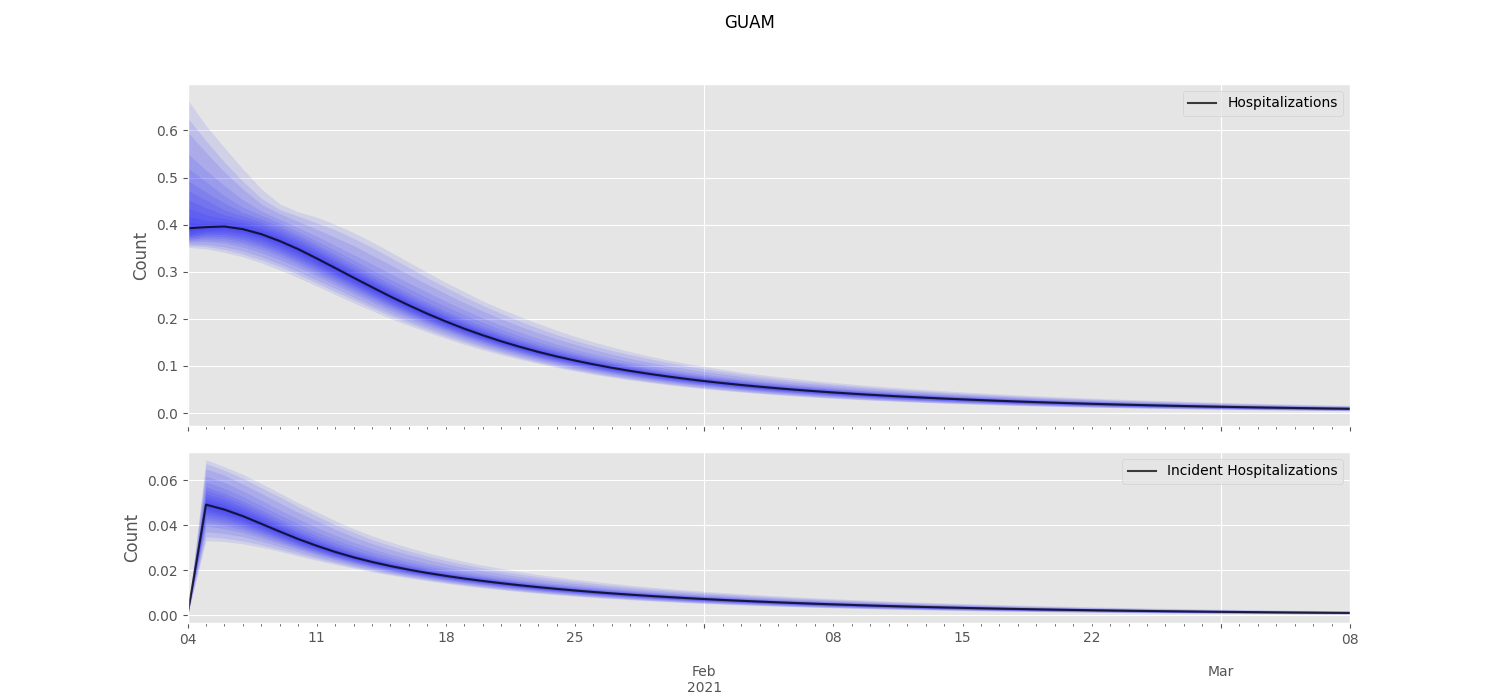 GUAM
Hospitalizations
0.6
0.5
0.4
0.3
0.2
0.1
0.0
Count
Incident Hospitalizations
0.06
0.04
0.02
0.00
Count
04 11 18 25 08 15 22 08
Feb Mar
2021